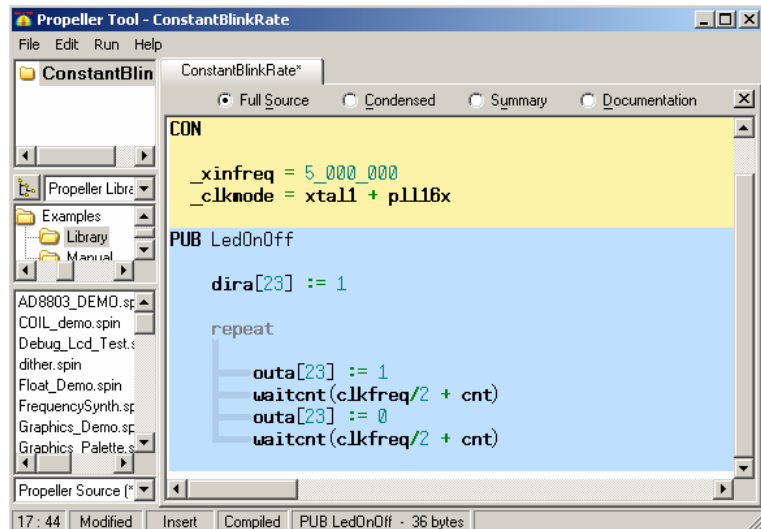 Propeller Tool - ConstantBlinkRate
File Edit Run Help
ConstantBlin
ConstantBlinkRate*
Full Source Condensed Summary Documentation
CON
_xinfreq = 5_000_000
_clkmode = xtal1 + pll16x
PUB LedOnOff
dira[23] := 1
repeat
outa[23] := 1
waitcnt(clkfreq/2 + cnt)
outa[23] := 0
waitcnt(clkfreq/2 + cnt)
Propeller Libra
Examples
Library
Manual
AD8803_DEMO.sp
COIL_demo.spin
Debug_Lcd_Test.s
dither.spin
Float_Demo.spin
FrequencySynth.sp
Graphics_Demo.sp
Graphics_Palette.s
Propeller Source (*
17 : 44 Modified Insert Compiled PUB LedOnOff - 36 bytes